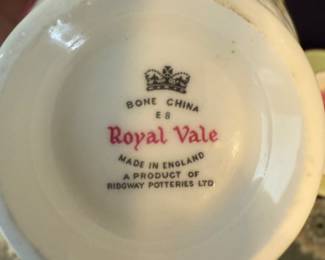 BONE CHINA
E8
Royal Vale
MADE IN ENGLAND
A PRODUCT OF
RIDGWAY POTTERIES LTD